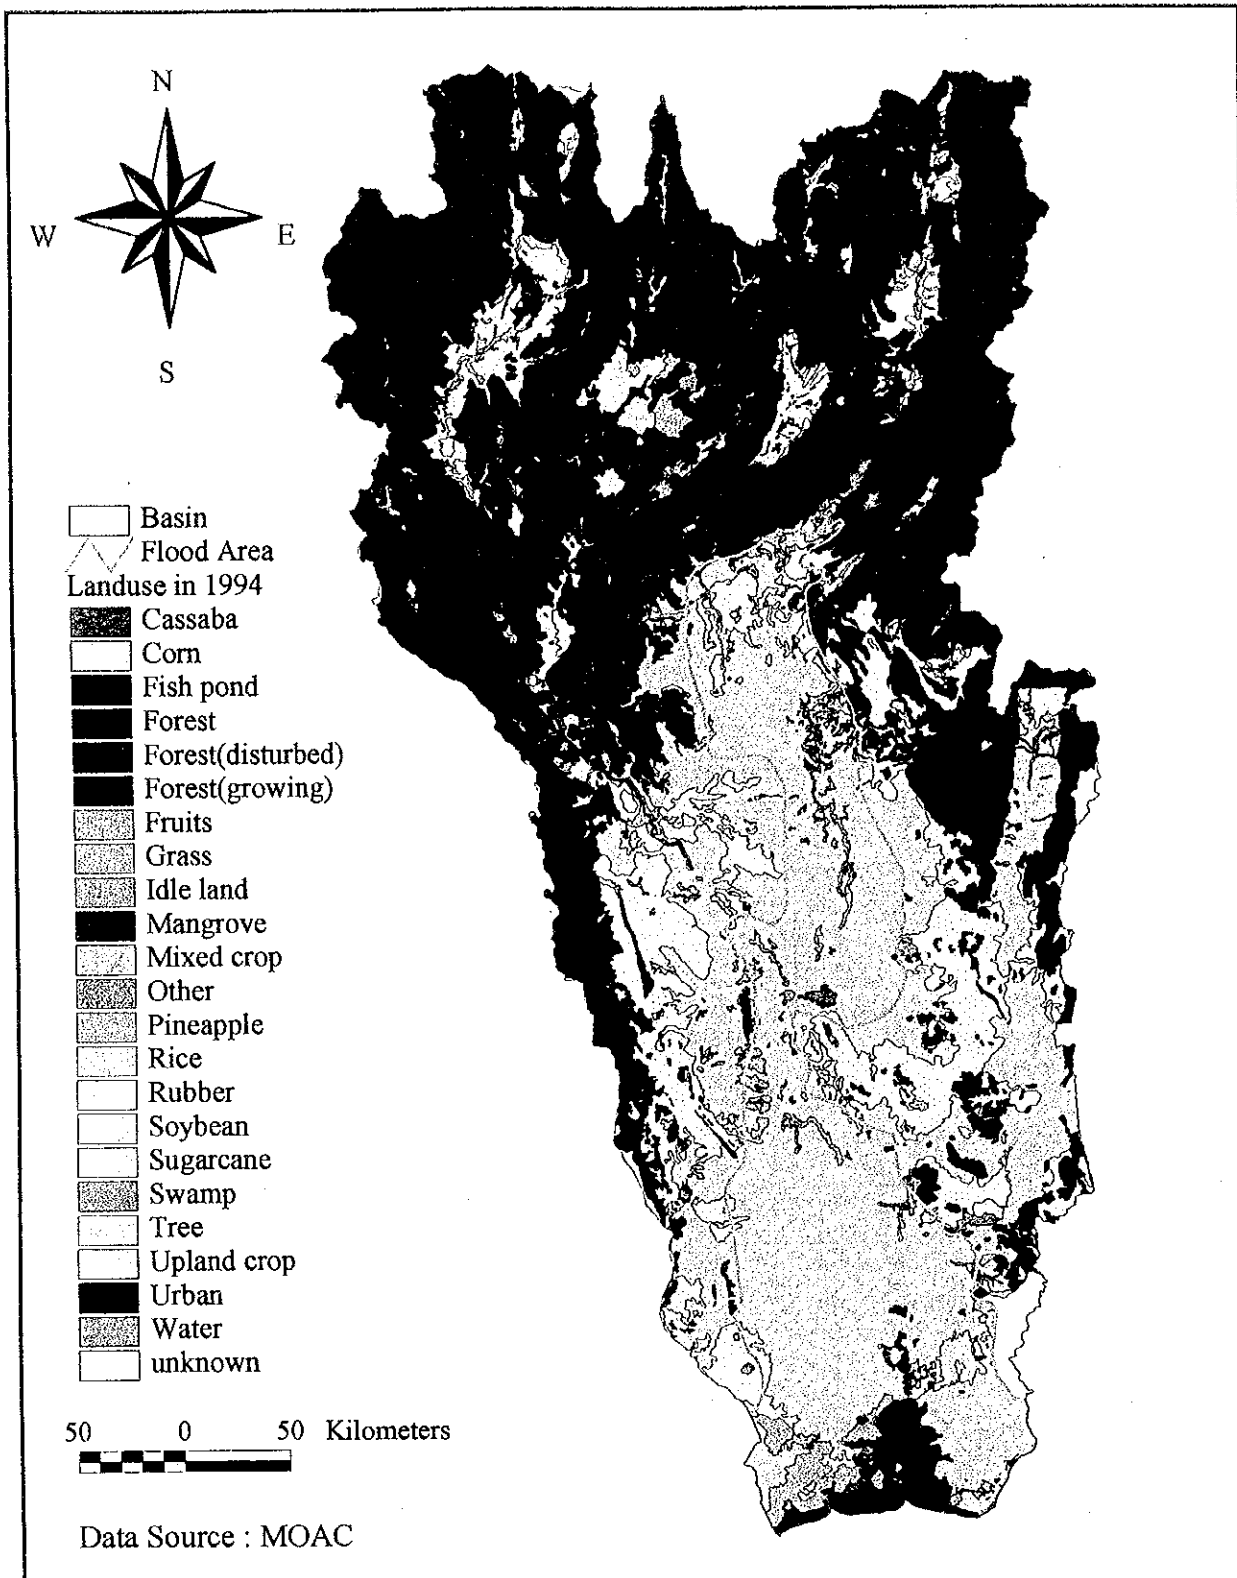 N
W
E
S
Basin
Flood Area
Landuse in 1994
Cassaba
Corn
Fish pond
Forest
Forest(disturbed)
Forest(growing)
Fruits
Grass
Idle land
Mangrove
Mixed crop
Other
Pineapple
Rice
Rubber
Soybean
Sugarcane
Swamp
Tree
Upland crop
Urban
Water
unknown
50 0 50 Kilometers
Data Source : MOAC